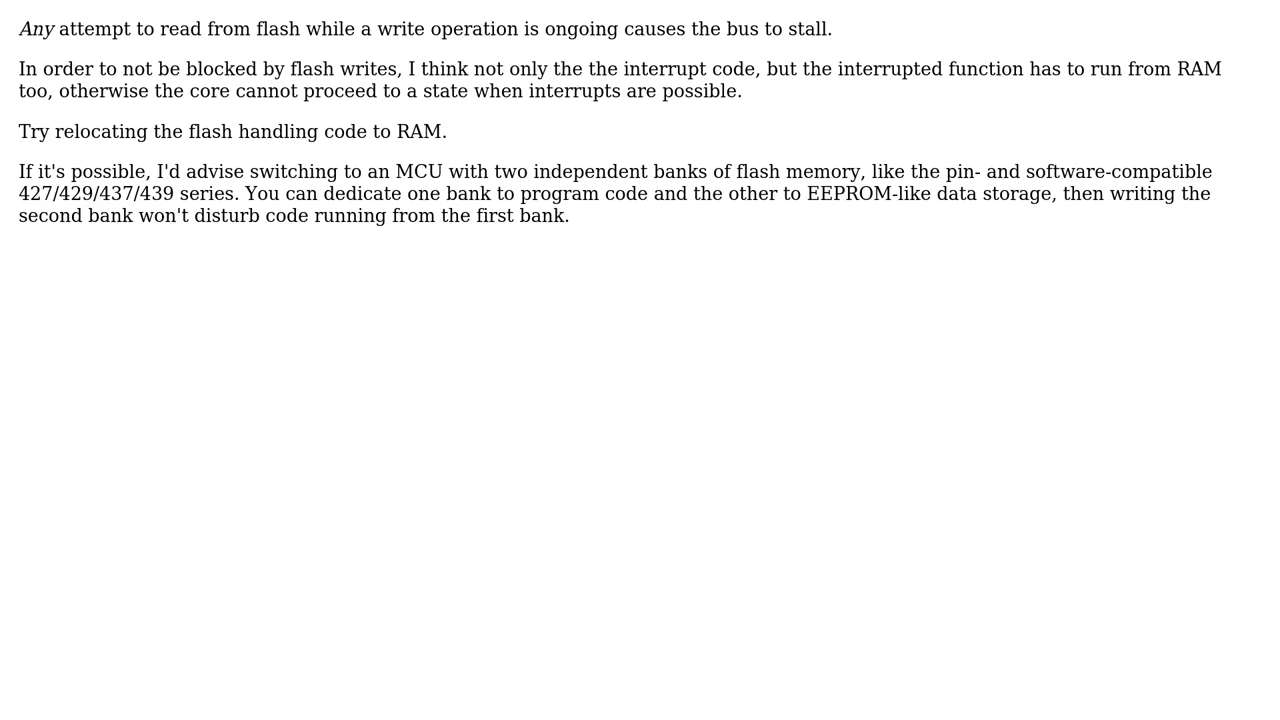 Any attempt to read from flash while a write operation is ongoing causes the bus to stall.
In order to not be blocked by flash writes, I think not only the the interrupt code, but the interrupted function has to run from RAM
too, otherwise the core cannot proceed to a state when interrupts are possible.
Try relocating the flash handling code to RAM.
If it's possible, I'd advise switching to an MCU with two independent banks of flash memory, like the pin- and software-compatible
427/429/437/439 series. You can dedicate one bank to program code and the other to EEPROM-like data storage, then writing the
second bank won't disturb code running from the first bank.